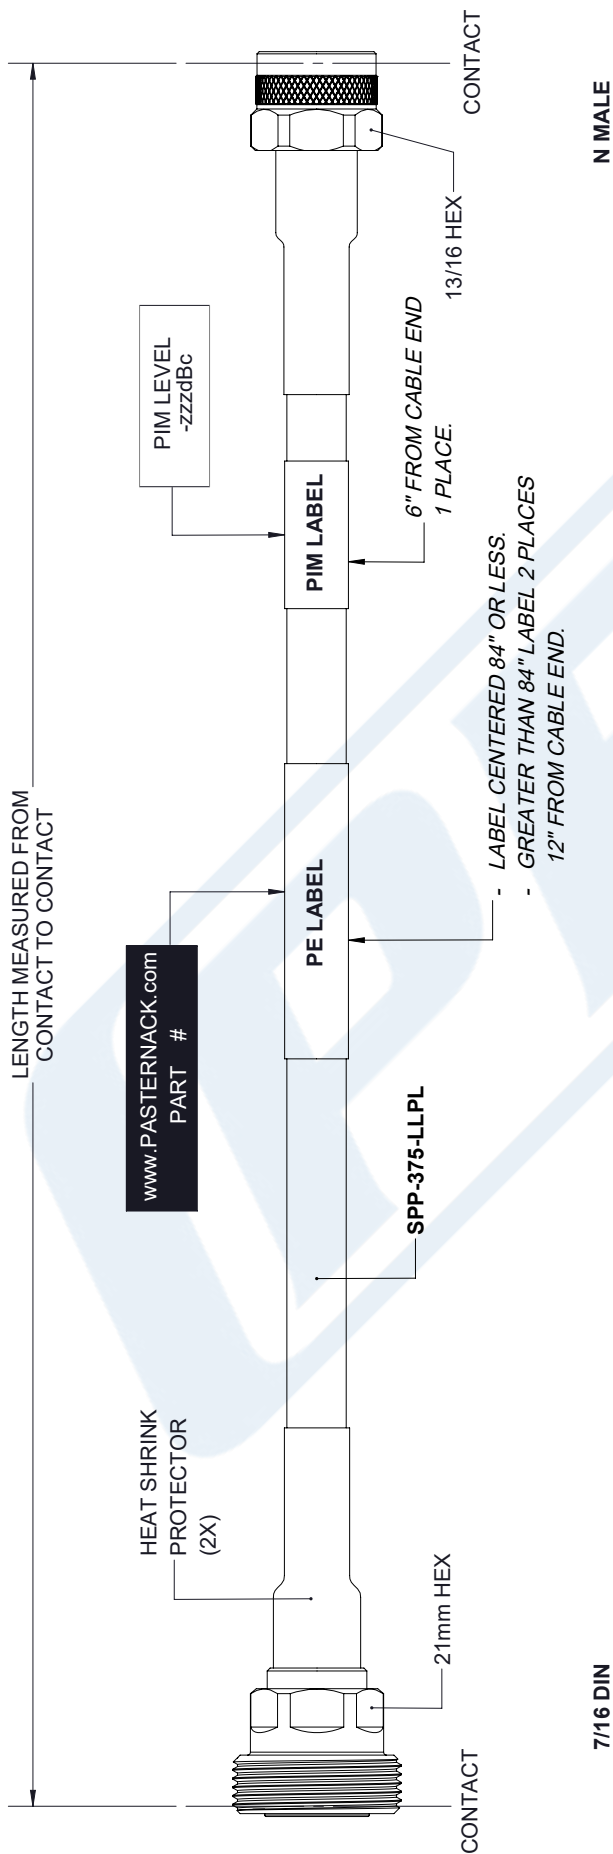 LENGTH MEASURED FROM
CONTACT TO CONTACT
HEAT SHRINK
PROTECTOR
(2X)
www.PASTERNACK.com
PART #
PIM LEVEL
-zzzdBc
PE LABEL
PIM LABEL
CONTACT
21mm HEX
SPP-375-LLPL
- LABEL CENTERED 84" OR LESS.
- GREATER THAN 84" LABEL 2 PLACES
12" FROM CABLE END.
6" FROM CABLE END
1 PLACE.
13/16 HEX
CONTACT
7/16 DIN
N MALE